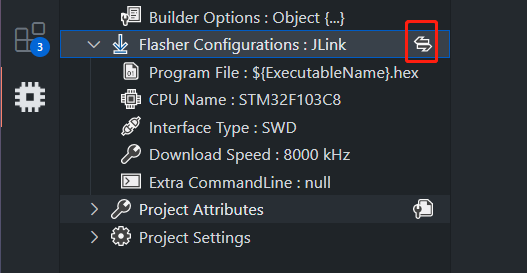 Builder Options : Object {...}
Flasher Configurations : JLink
3
Program File : ${ExecutableName}.hex
CPU Name : STM32F103C8
Interface Type : SWD
Download Speed : 8000 kHz
Extra CommandLine : null
Project Attributes
Project Settings